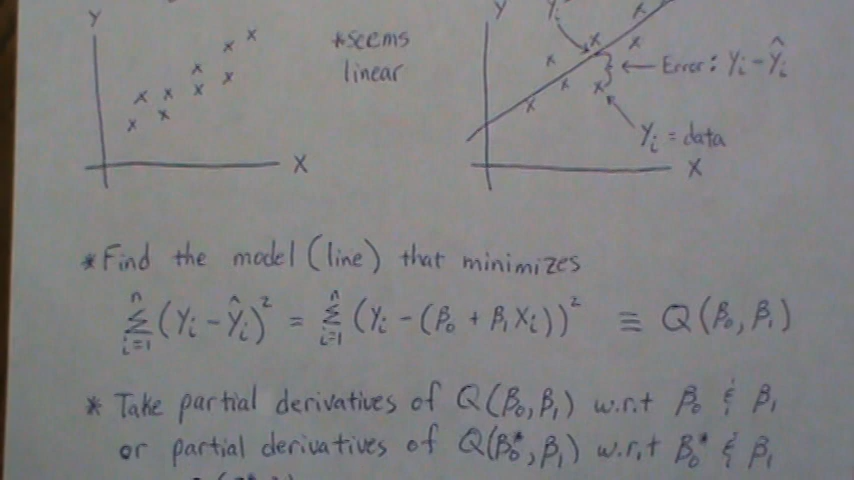 Y
*seems
linear
X
Y
Ŷi
Error: Yi - Ŷi
Yi = data
X
*Find the model (line) that minimizes
n∑i=1 (Yi - Ŷi)² = n∑i=1 (Yi - (β₀ + β₁Xi))² ≡ Q(β₀, β₁)
* Take partial derivatives of Q(β₀, β₁) w.r.t β₀ & β₁
or partial derivatives of Q(β₀*, β₁) w.r.t β₀* & β₁